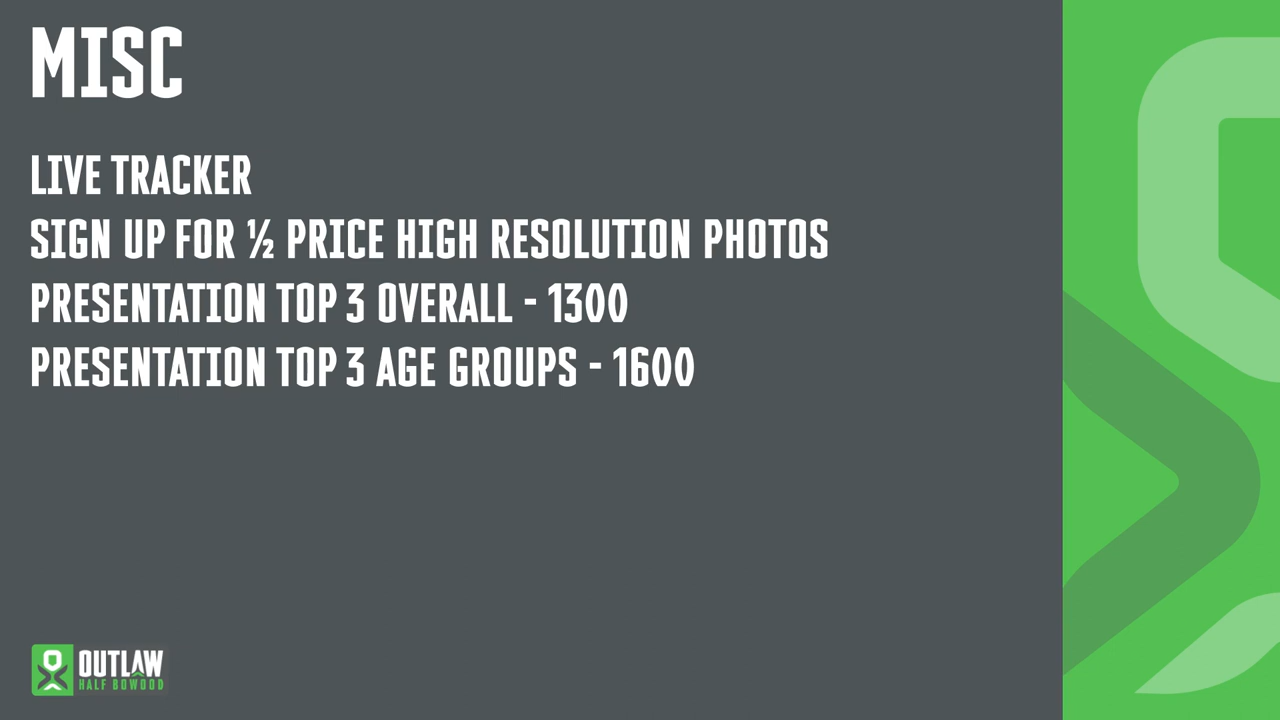 MISC
LIVE TRACKER
SIGN UP FOR ½ PRICE HIGH RESOLUTION PHOTOS
PRESENTATION TOP 3 OVERALL - 1300
PRESENTATION TOP 3 AGE GROUPS - 1600
OUTLAW
HALF BOWOOD